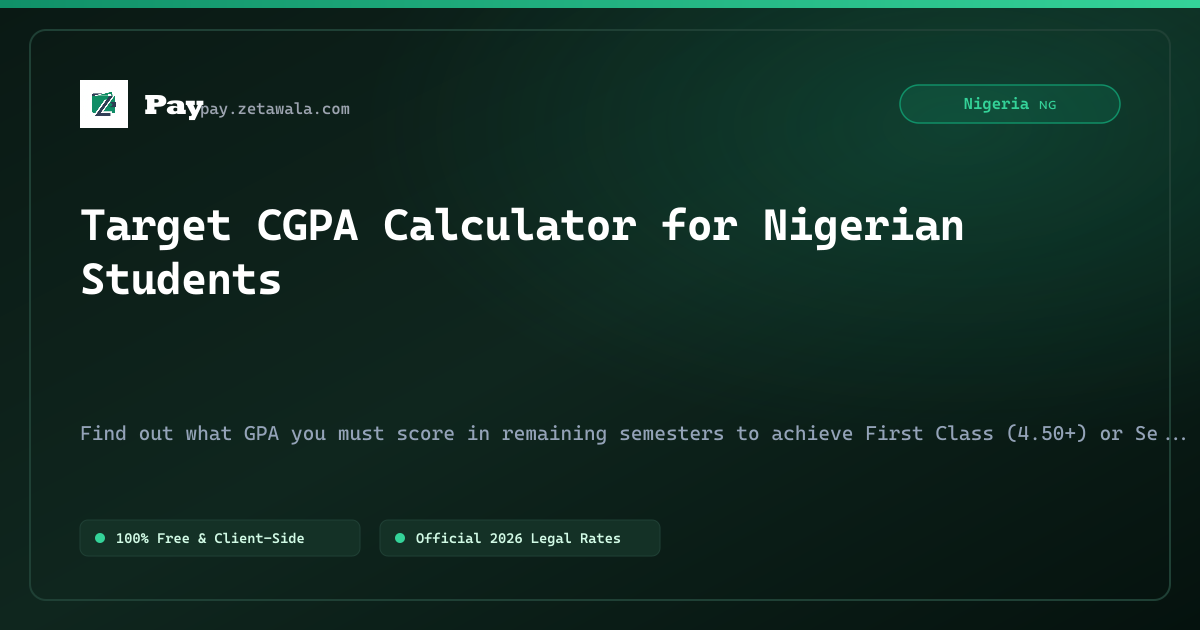 Pay pay.zetawala.com
Nigeria NG
Target CGPA Calculator for Nigerian
Students
Find out what GPA you must score in remaining semesters to achieve First Class (4.50+) or Se...
100% Free & Client-Side
Official 2026 Legal Rates